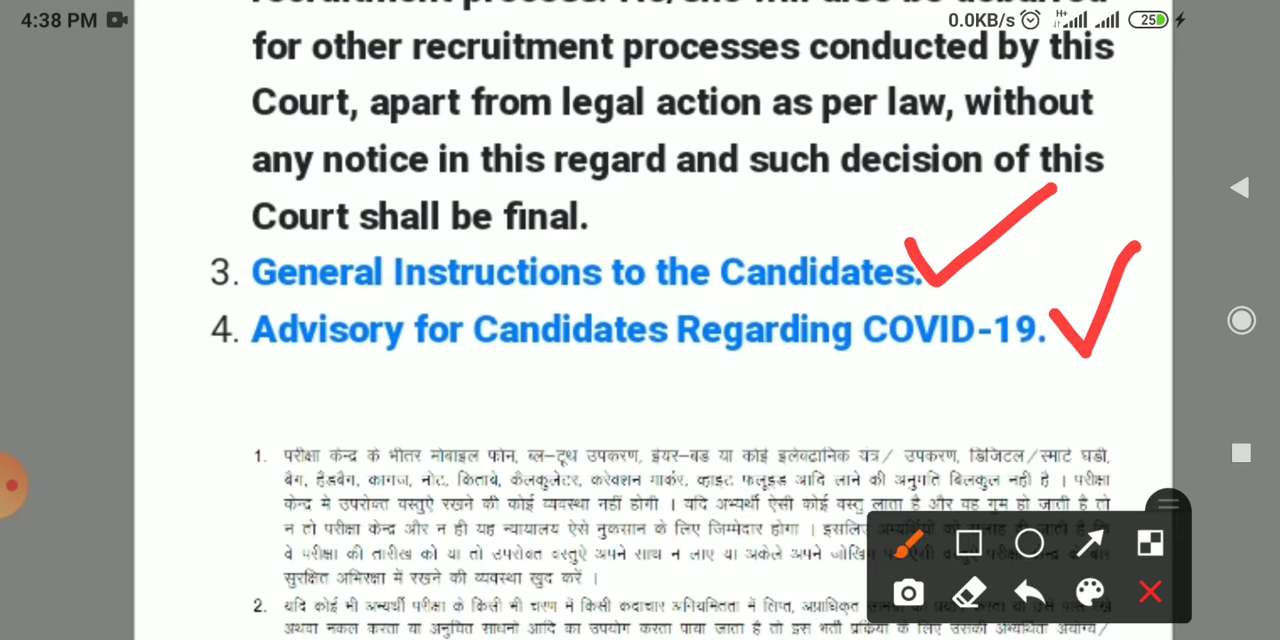 4:38 PM
0.0KB/s H+ 25
for other recruitment processes conducted by this
Court, apart from legal action as per law, without
any notice in this regard and such decision of this
Court shall be final.
3. General Instructions to the Candidates.
4. Advisory for Candidates Regarding COVID-19.
1. परीक्षा केन्द्र के भीतर मोबाइल फोन, ब्लू-टूथ उपकरण, ईयर-बड या कोई इलेक्ट्रानिक यंत्र/ उपकरण, डिजिटल/स्मार्ट घड़ी,
बैग, हैडबैग, कागज, नोट, किताबे, कैलकुलेटर, करेक्शन मार्कर, व्हाइट फलूइड आदि लाने की अनुमति बिलकुल नही है । परीक्षा
केन्द्र मे उपरोक्त वस्तुऐ रखने की कोई व्यवस्था नहीं होगी । यदि अभ्यर्थी ऐसी कोई वस्तु लाता है और वह गुम हो जाती है तो
न तो परीक्षा केन्द्र और न ही यह न्यायालय ऐसे नुकसान के लिए जिम्मेदार होगा । इसलिए
वे परीक्षा की तारीख को या तो उपरोक्त वस्तुऐ अपने साथ न लाए या अकेले अपने जोखिम
सुरक्षित अभिरक्षा में रखने की व्यवस्था खुद करें ।
2. यदि कोई भी अभ्यर्थी परीक्षा के किसी भी चरण में किसी कदाचार अनियमितता में लिप्त, अप्राधिकृत
अथवा नकल करता या अनुचित साधनो आदि का उपयोग करता पाया जाता है तो इस भर्ती प्रक्रिया के लिए उसकी अभ्यर्थिता अयोग्य/